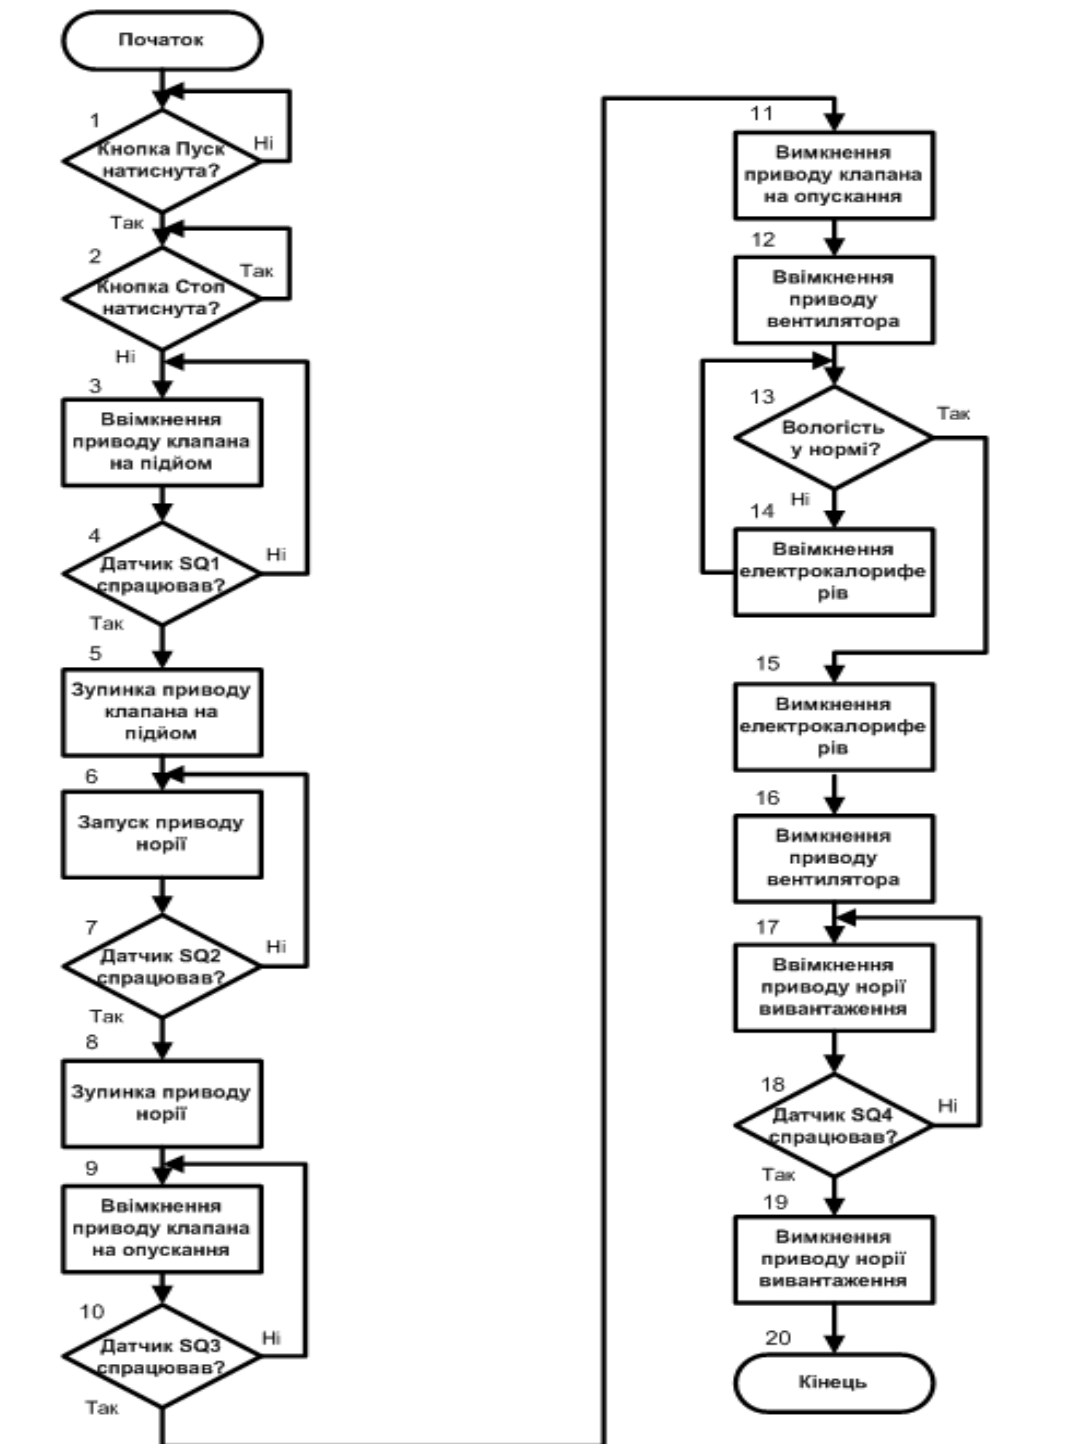 Початок
1
Кнопка Пуск
натиснута?
Ні
Так
2
Кнопка Стоп
натиснута?
Так
Ні
3
Ввімкнення
приводу клапана
на підйом
4
Датчик SQ1
спрацював?
Ні
Так
5
Зупинка приводу
клапана на
підйом
6
Запуск приводу
норії
7
Датчик SQ2
спрацював?
Ні
Так
8
Зупинка приводу
норії
9
Ввімкнення
приводу клапана
на опускання
10
Датчик SQ3
спрацював?
Ні
Так
11
Вимкнення
приводу клапана
на опускання
12
Ввімкнення
приводу
вентилятора
13
Вологість
у нормі?
Так
Ні
14
Ввімкнення
електрокалорифе
рів
15
Вимкнення
електрокалорифе
рів
16
Вимкнення
приводу
вентилятора
17
Ввімкнення
приводу норії
вивантаження
18
Датчик SQ4
спрацював?
Ні
Так
19
Вимкнення
приводу норії
вивантаження
20
Кінець